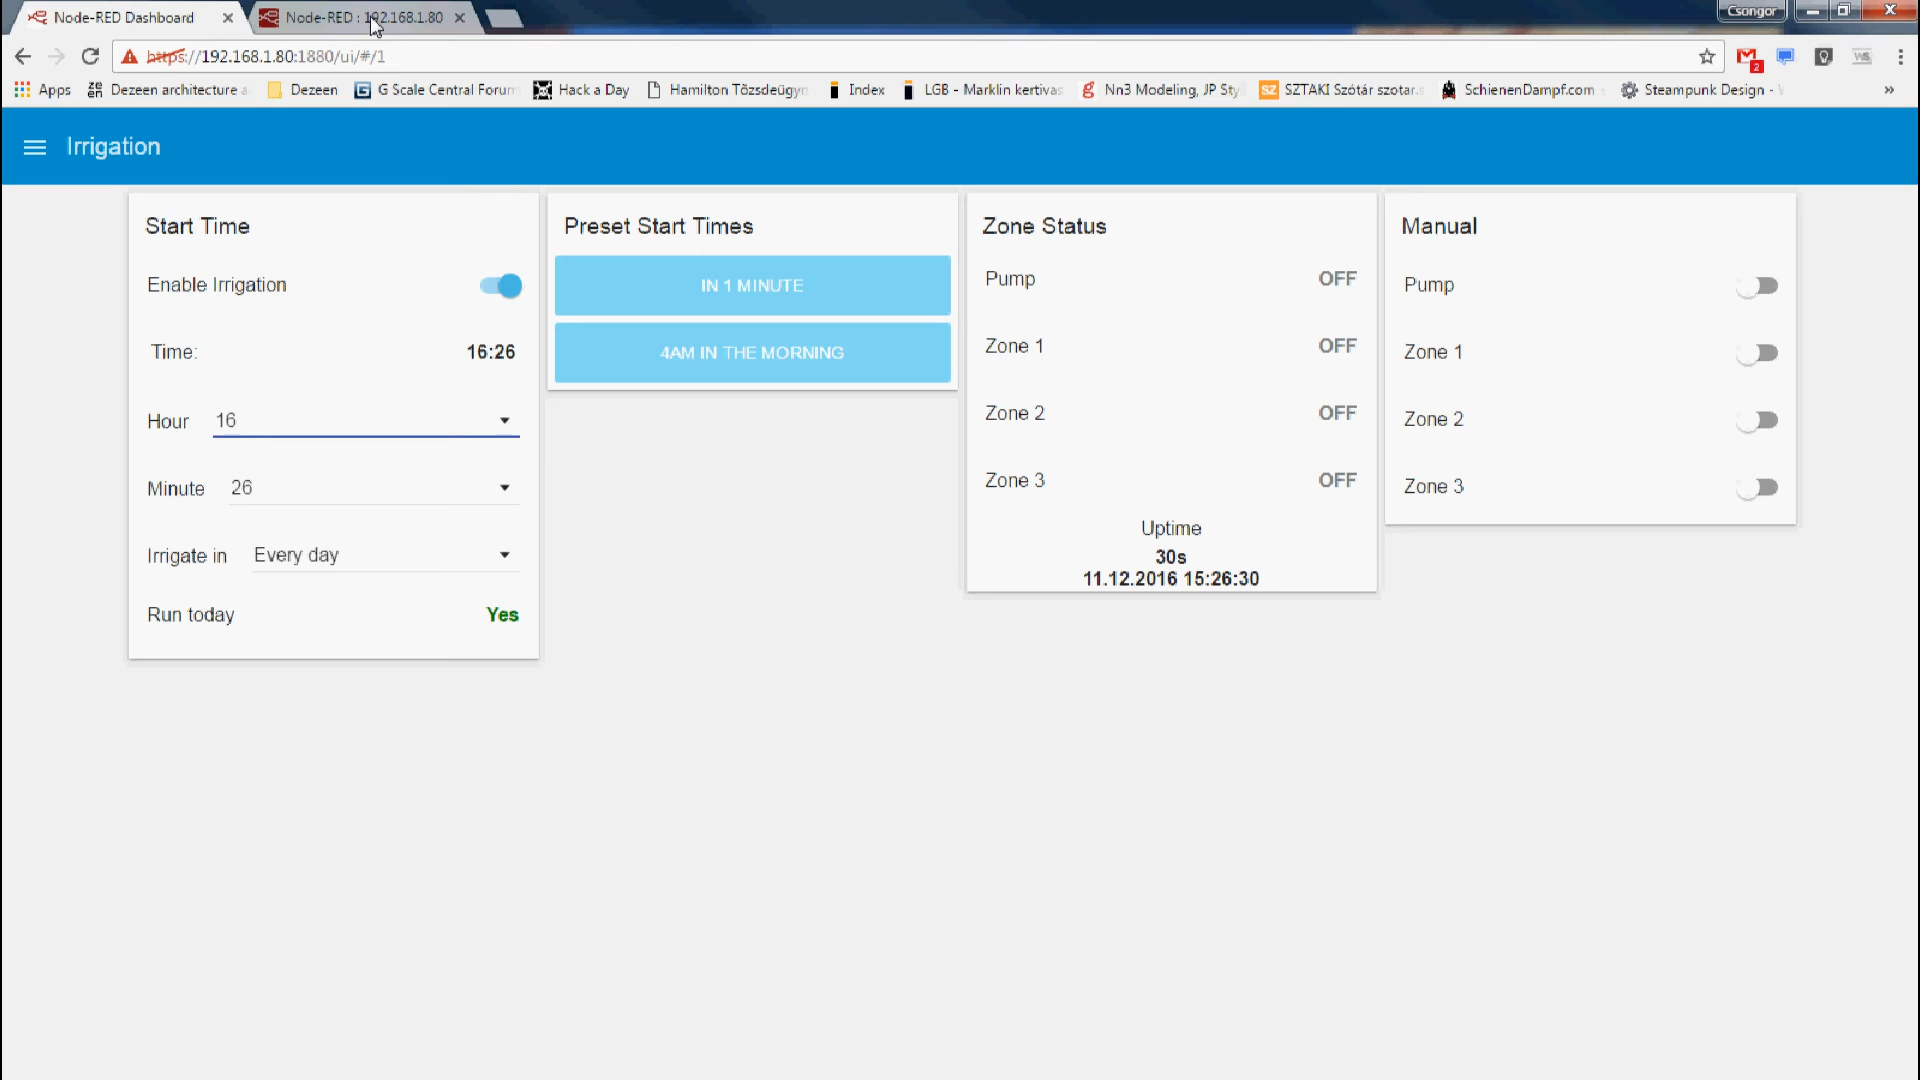 Node-RED Dashboard
Node-RED : 192.168.1.80
Csongor
https://192.168.1.80:1880/ui/#/1
2
Apps
Dezeen architecture a
Dezeen
G Scale Central Forum
Hack a Day
Hamilton Tőzsdeügyn
Index
LGB - Marklin kertivas
Nn3 Modeling, JP Sty
SZ SZTAKI Szótár szotar.s
SchienenDampf.com
Steampunk Design -
»
Irrigation
Start Time
Enable Irrigation
Time: 16:26
Hour 16
Minute 26
Irrigate in Every day
Run today Yes
Preset Start Times
IN 1 MINUTE
4AM IN THE MORNING
Zone Status
Pump OFF
Zone 1 OFF
Zone 2 OFF
Zone 3 OFF
Uptime
30s
11.12.2016 15:26:30
Manual
Pump
Zone 1
Zone 2
Zone 3